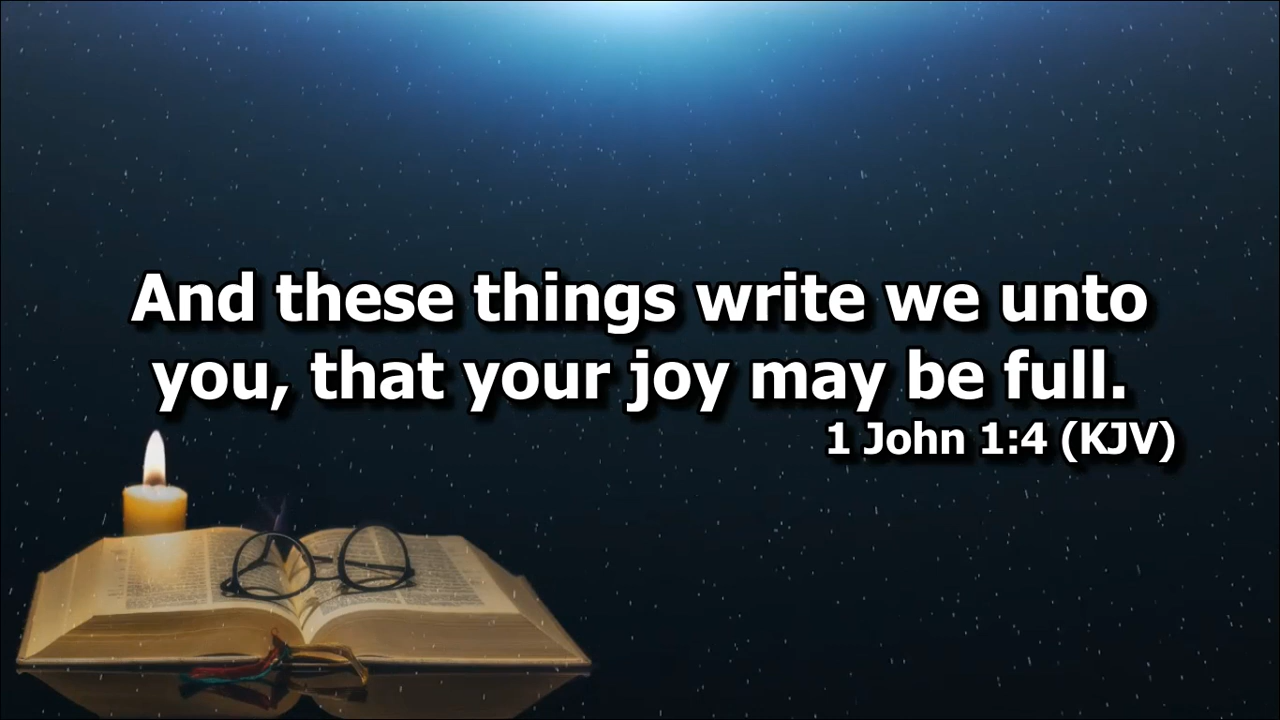 And these things write we unto
you, that your joy may be full.
1 John 1:4 (KJV)